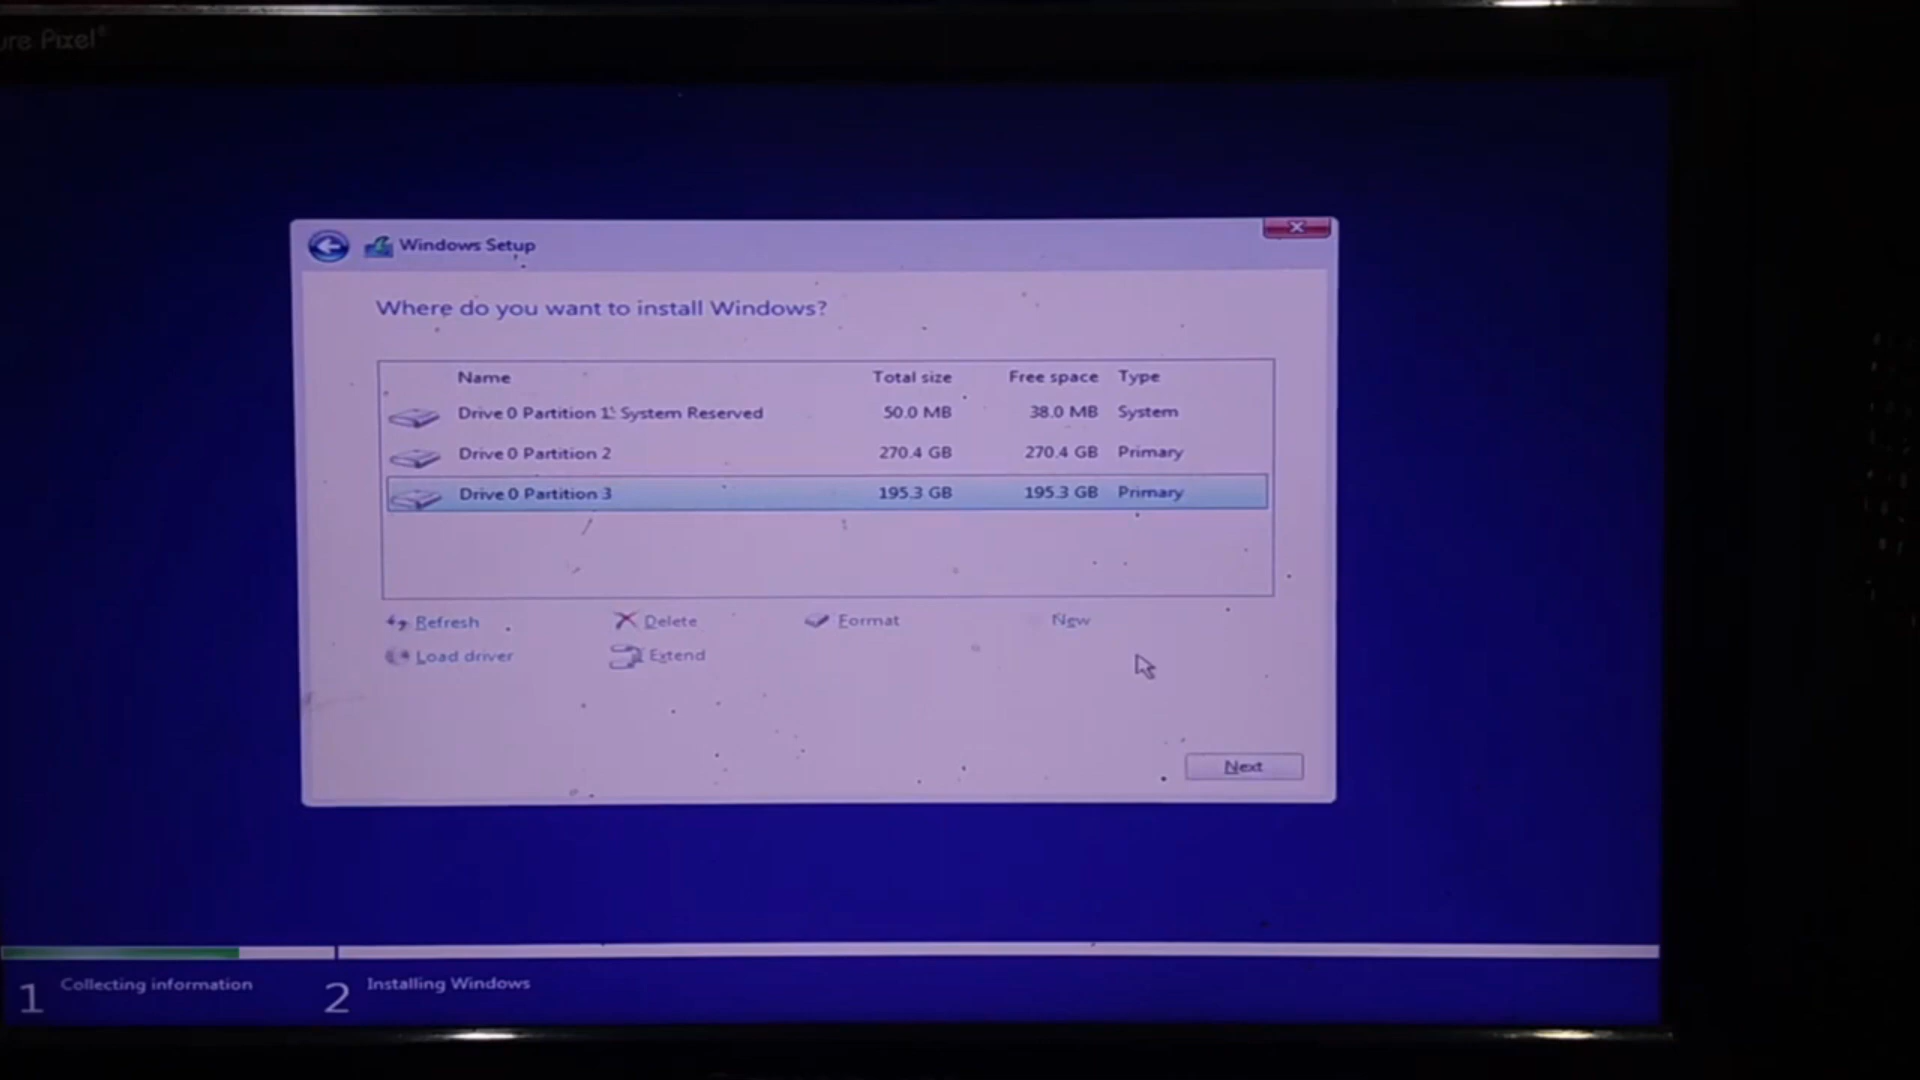 ure Pixel
Windows Setup
Where do you want to install Windows?
Name Total size Free space Type
Drive 0 Partition 1: System Reserved 50.0 MB 38.0 MB System
Drive 0 Partition 2 270.4 GB 270.4 GB Primary
Drive 0 Partition 3 195.3 GB 195.3 GB Primary
Refresh Delete Format New
Load driver Extend
Next
1 Collecting information 2 Installing Windows